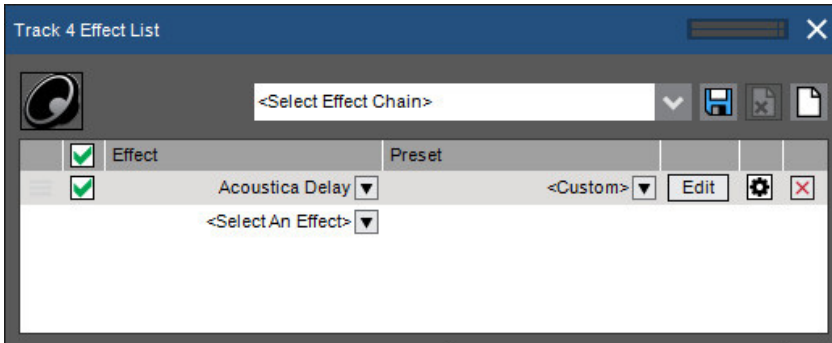 Track 4 Effect List
<Select Effect Chain>
Effect Preset
Acoustica Delay <Custom> Edit
<Select An Effect>